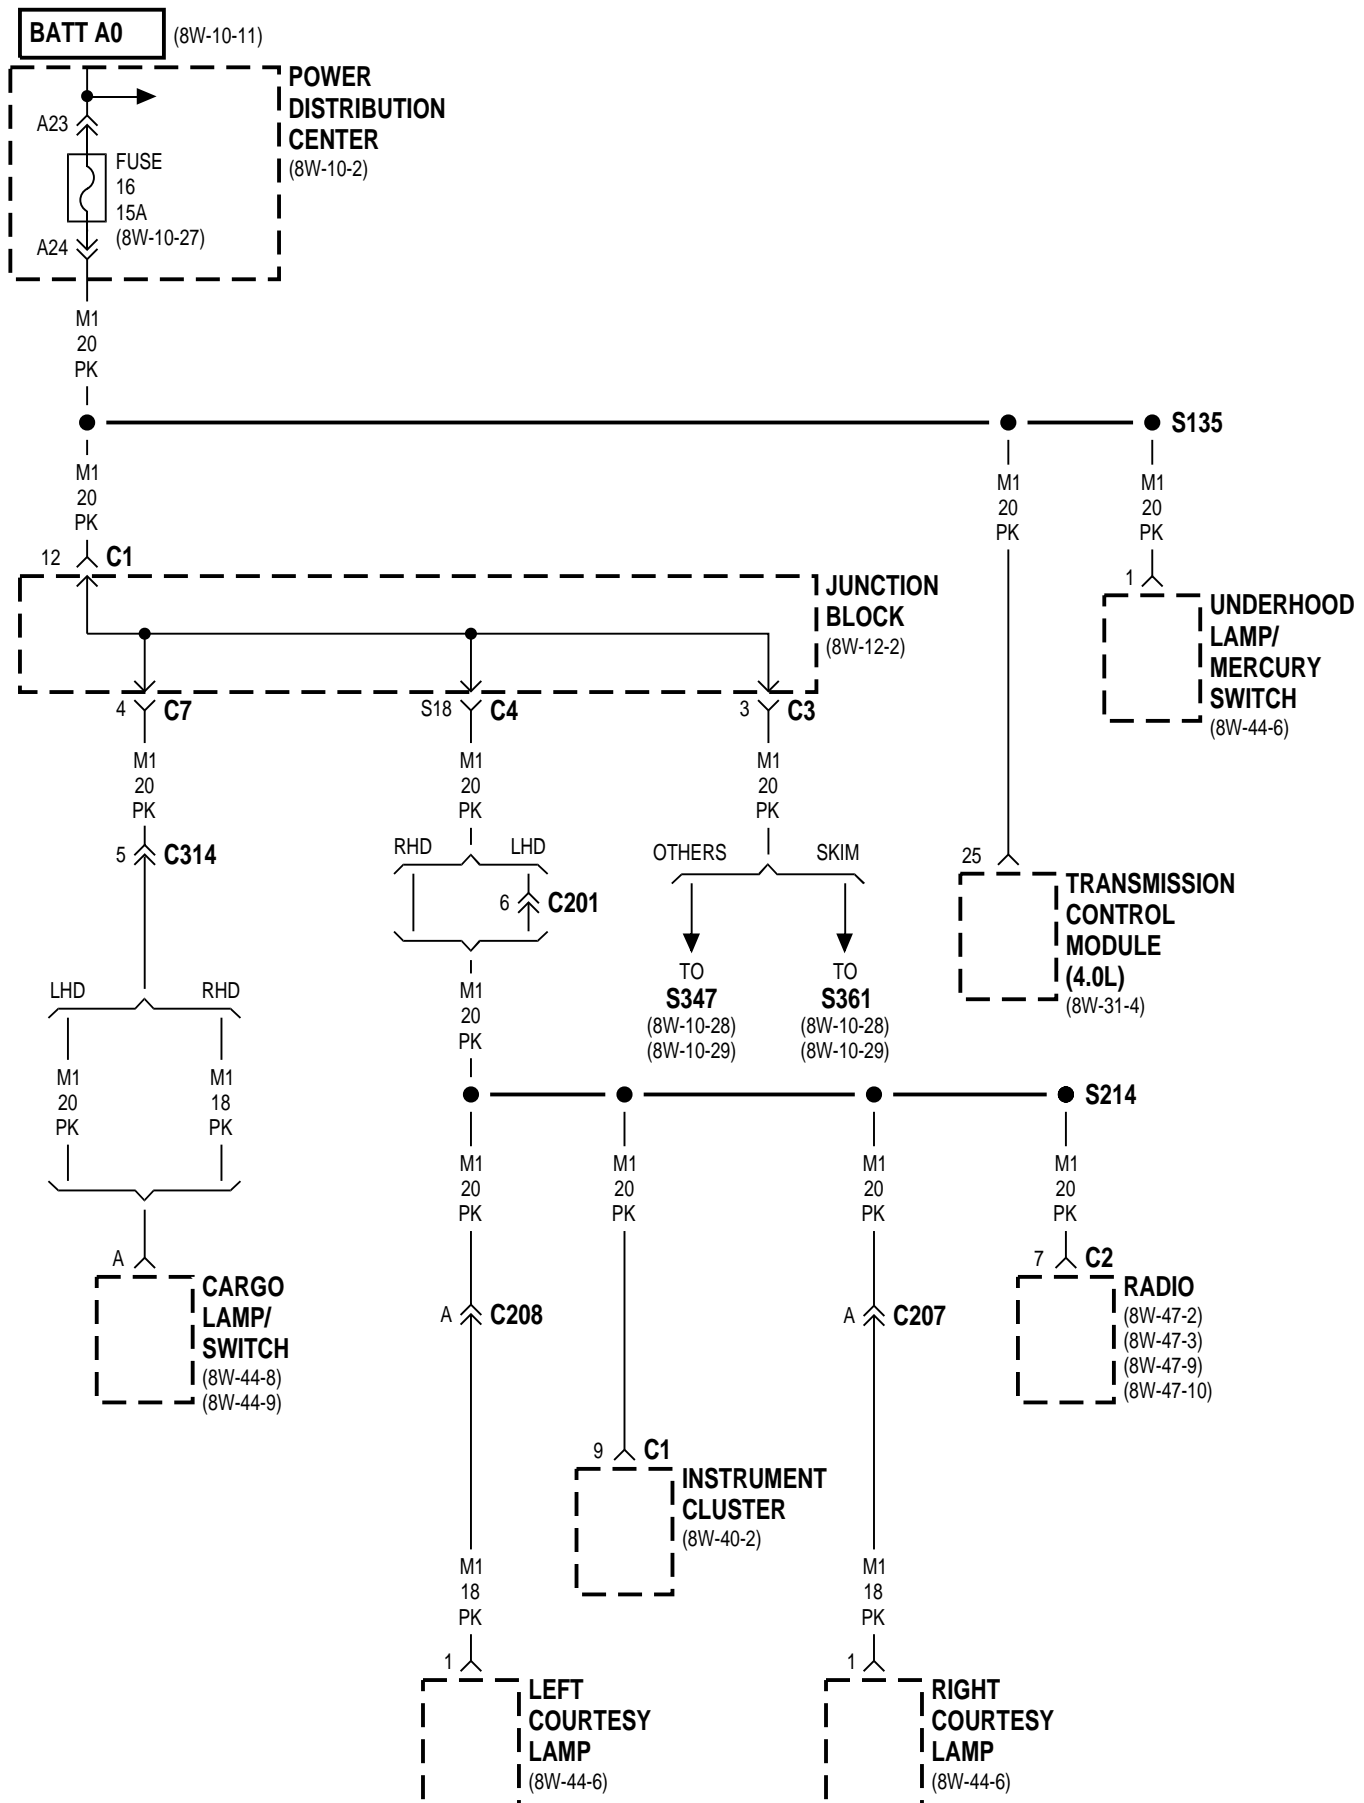 BATT A0 (8W-10-11)
POWER
DISTRIBUTION
CENTER
(8W-10-2)
A23
FUSE
16
15A
(8W-10-27)
A24
M1
20
PK
S135
M1
20
PK
M1
20
PK
M1
20
PK
12 C1
JUNCTION
BLOCK
(8W-12-2)
1
UNDERHOOD
LAMP/
MERCURY
SWITCH
(8W-44-6)
4 C7
S18 C4
3 C3
M1
20
PK
M1
20
PK
M1
20
PK
5 C314
RHD LHD
6 C201
OTHERS SKIM
TO
S347
(8W-10-28)
(8W-10-29)
TO
S361
(8W-10-28)
(8W-10-29)
25
TRANSMISSION
CONTROL
MODULE
(4.0L)
(8W-31-4)
LHD RHD
M1
20
PK
M1
18
PK
M1
20
PK
S214
M1
20
PK
M1
20
PK
M1
20
PK
M1
20
PK
A
CARGO
LAMP/
SWITCH
(8W-44-8)
(8W-44-9)
A C208
A C207
7 C2
RADIO
(8W-47-2)
(8W-47-3)
(8W-47-9)
(8W-47-10)
9 C1
INSTRUMENT
CLUSTER
(8W-40-2)
M1
18
PK
M1
18
PK
1
LEFT
COURTESY
LAMP
(8W-44-6)
1
RIGHT
COURTESY
LAMP
(8W-44-6)